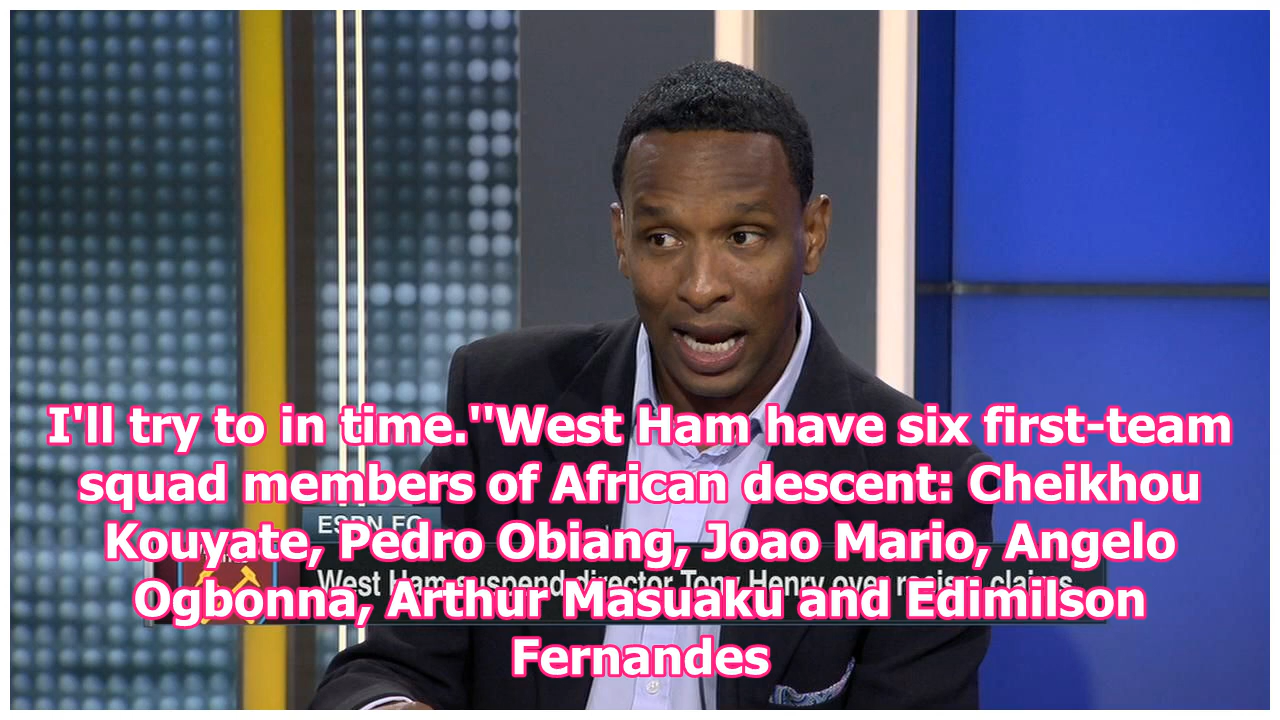 I'll try to in time."West Ham have six first-team
squad members of African descent: Cheikhou
ESPN FC
Kouyate, Pedro Obiang, Joao Mario, Angelo
West Ham suspend director Tony Henry over racism claims
Ogbonna, Arthur Masuaku and Edimilson
Fernandes